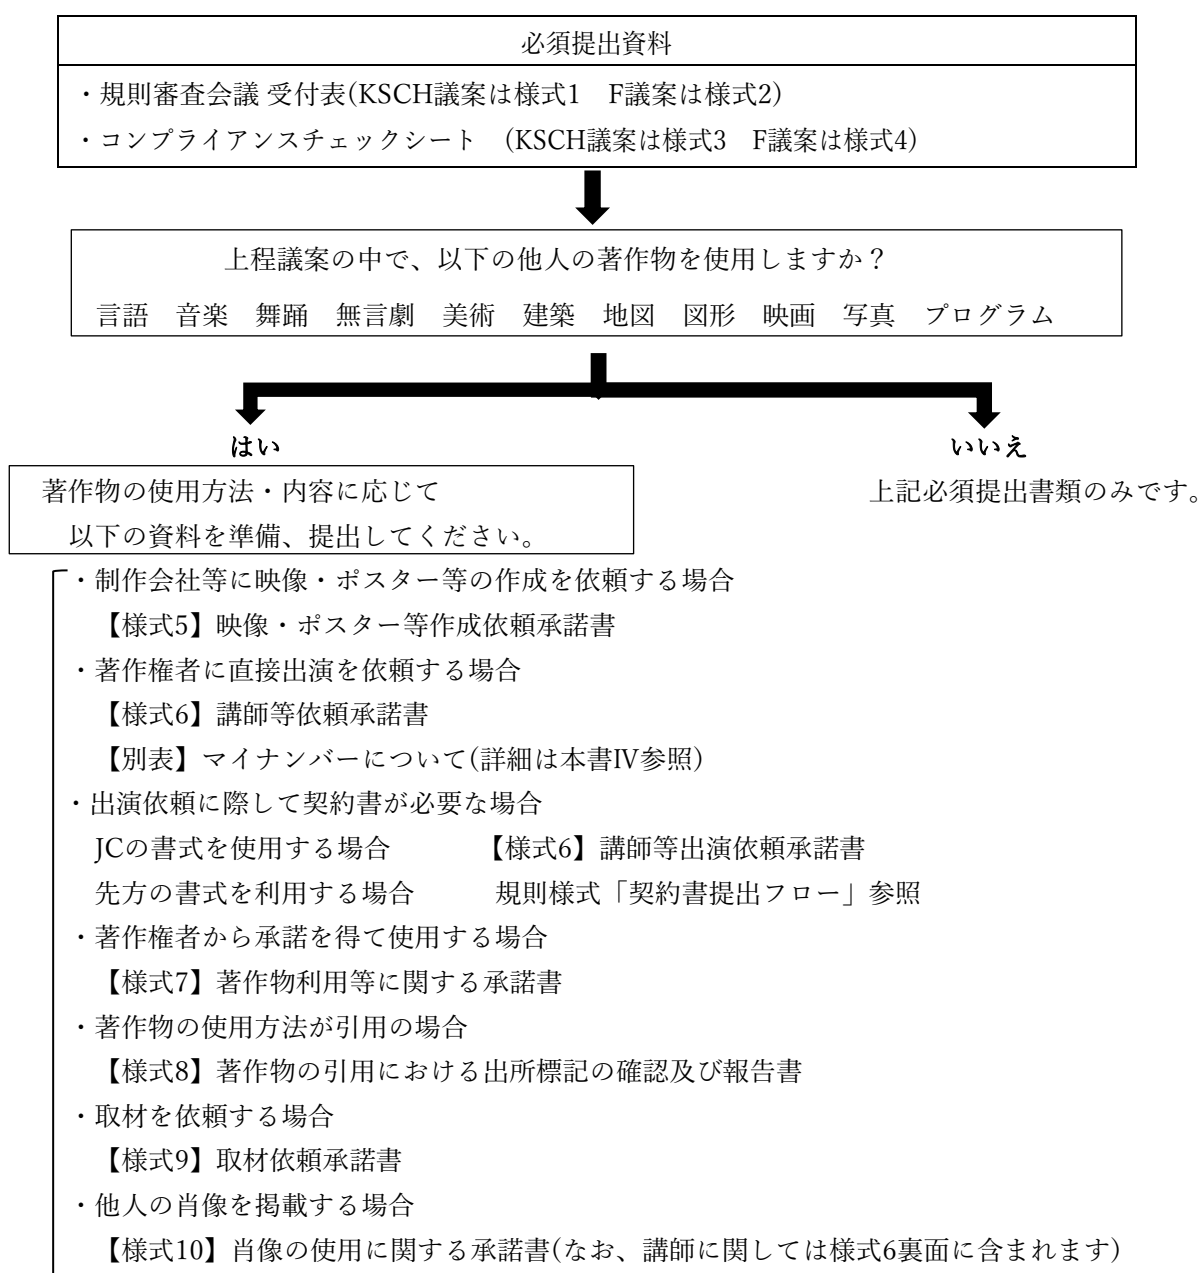 必須提出資料
・規則審査会議 受付表(KSCH議案は様式1　F議案は様式2)
・コンプライアンスチェックシート　(KSCH議案は様式3　F議案は様式4)
上程議案の中で、以下の他人の著作物を使用しますか？
言語　音楽　舞踊　無言劇　美術　建築　地図　図形　映画　写真　プログラム
はい
いいえ
著作物の使用方法・内容に応じて
以下の資料を準備、提出してください。
上記必須提出書類のみです。
・制作会社等に映像・ポスター等の作成を依頼する場合
【様式5】映像・ポスター等作成依頼承諾書
・著作権者に直接出演を依頼する場合
【様式6】講師等依頼承諾書
【別表】マイナンバーについて(詳細は本書Ⅳ参照)
・出演依頼に際して契約書が必要な場合
JCの書式を使用する場合　【様式6】講師等出演依頼承諾書
先方の書式を利用する場合　規則様式「契約書提出フロー」参照
・著作権者から承諾を得て使用する場合
【様式7】著作物利用等に関する承諾書
・著作物の使用方法が引用の場合
【様式8】著作物の引用における出所標記の確認及び報告書
・取材を依頼する場合
【様式9】取材依頼承諾書
・他人の肖像を掲載する場合
【様式10】肖像の使用に関する承諾書(なお、講師に関しては様式6裏面に含まれます)